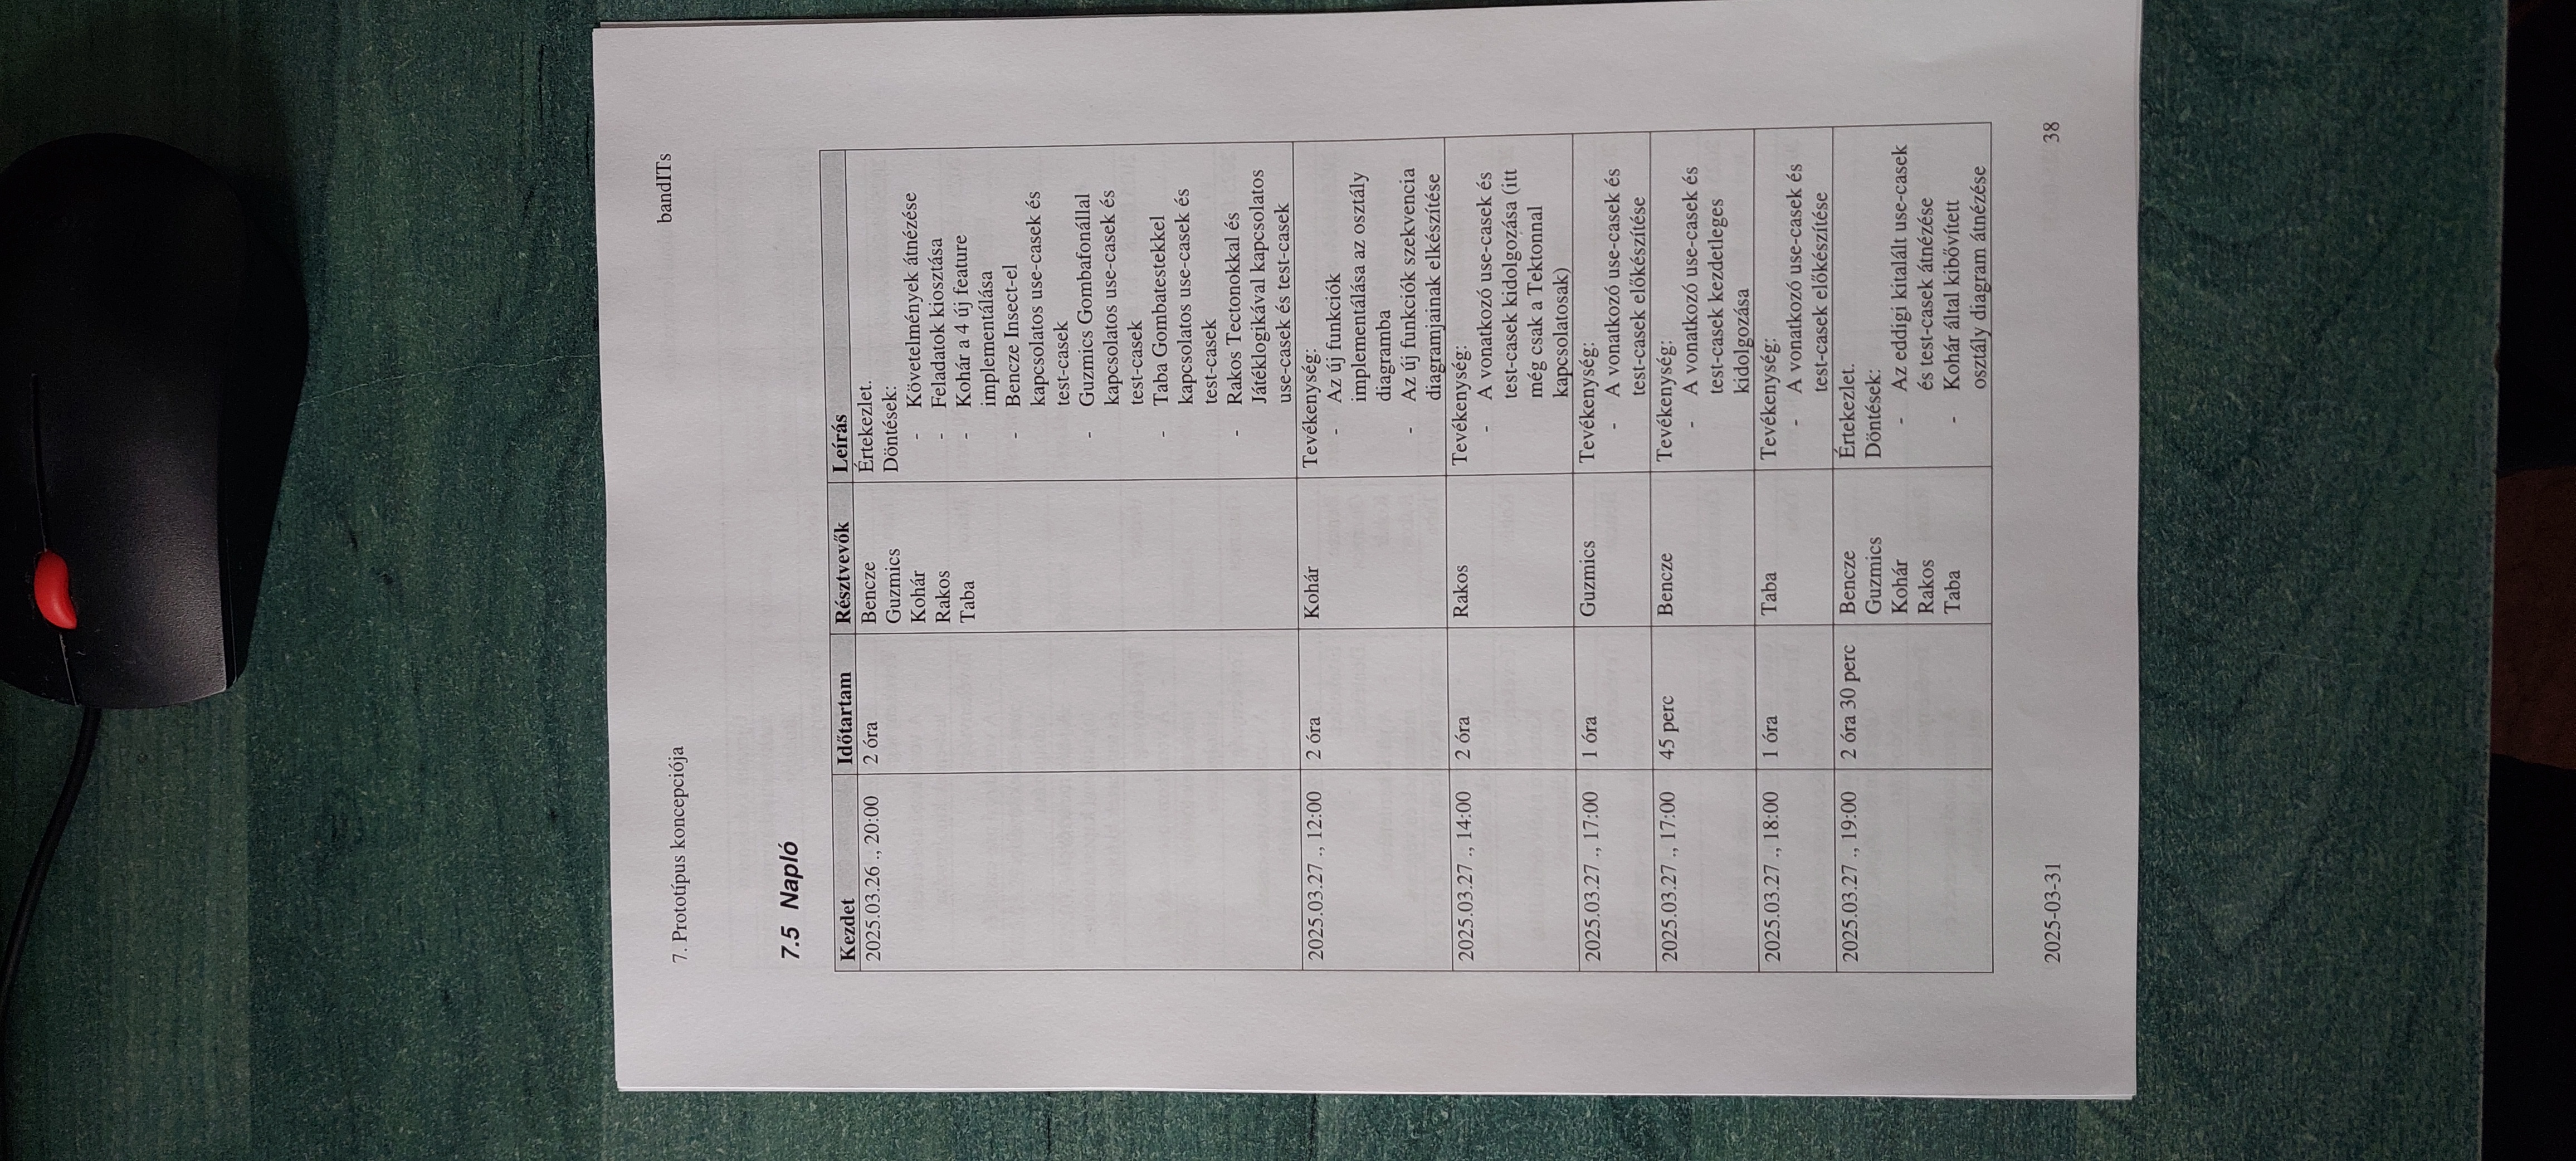 7. Prototípus koncepciója bandITs
7.5 Napló
Kezdet Időtartam Résztvevők Leírás
2025.03.26 ., 20:00 2 óra Bencze Értekezlet.
Guzmics Döntések:
Kohár - Követelmények átnézése
Rakos - Feladatok kiosztása
Taba - Kohár a 4 új feature
implementálása
- Bencze Insect-el
kapcsolatos use-casek és
test-casek
- Guzmics Gombafonállal
kapcsolatos use-casek és
test-casek
- Taba Gombatestekkel
kapcsolatos use-casek és
test-casek
- Rakos Tectonokkal és
Játéklogikával kapcsolatos
use-casek és test-casek
2025.03.27 ., 12:00 2 óra Kohár Tevékenység:
- Az új funkciók
implementálása az osztály
diagramba
- Az új funkciók szekvencia
diagramjainak elkészítése
2025.03.27 ., 14:00 2 óra Rakos Tevékenység:
- A vonatkozó use-casek és
test-casek kidolgozása (itt
még csak a Tektonnal
kapcsolatosak)
2025.03.27 ., 17:00 1 óra Guzmics Tevékenység:
- A vonatkozó use-casek és
test-casek előkészítése
2025.03.27 ., 17:00 45 perc Bencze Tevékenység:
- A vonatkozó use-casek és
test-casek kezdetleges
kidolgozása
2025.03.27 ., 18:00 1 óra Taba Tevékenység:
- A vonatkozó use-casek és
test-casek előkészítése
2025.03.27 ., 19:00 2 óra 30 perc Bencze Értekezlet.
Guzmics Döntések:
Kohár - Az eddigi kitalált use-casek
Rakos és test-casek átnézése
Taba - Kohár által kibővített
osztály diagram átnézése
2025-03-31 38